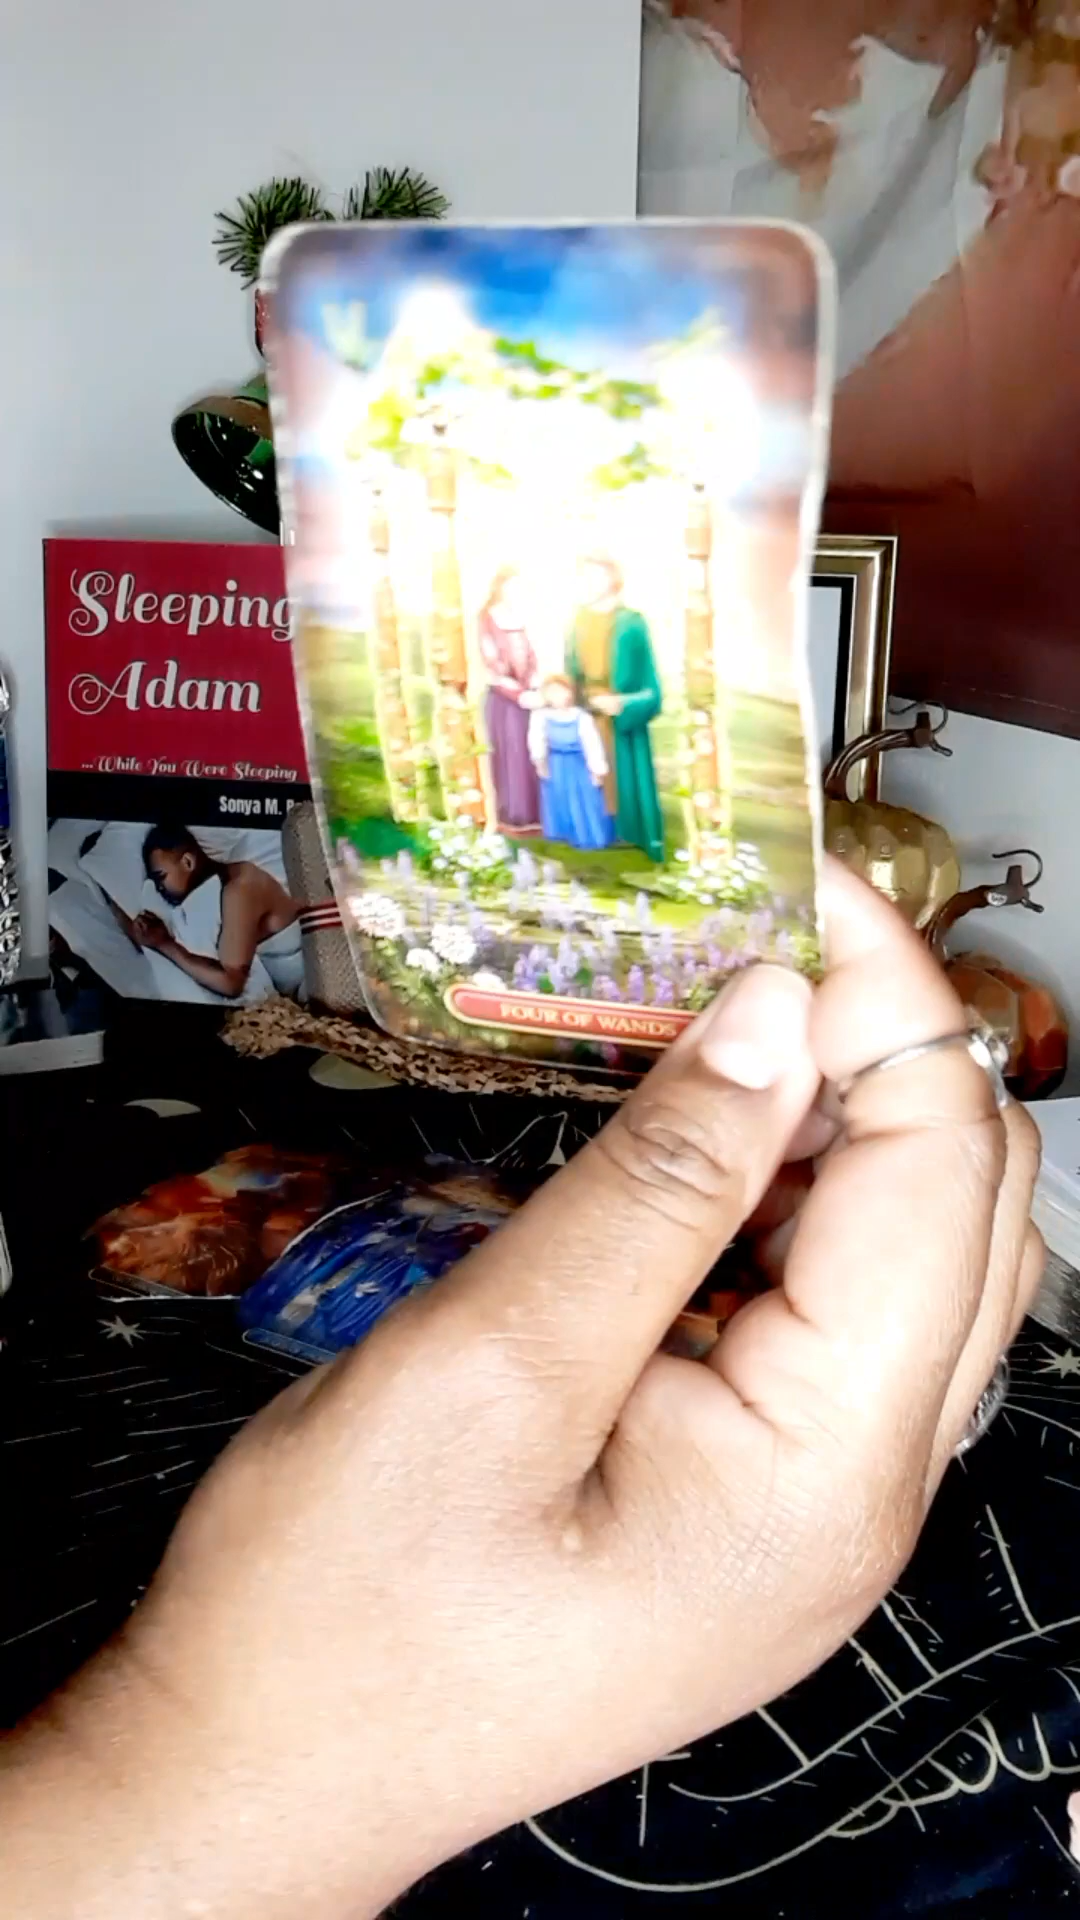 Sleeping
Adam
...While You Were Sleeping
Sonya M.
FOUR OF WANDS